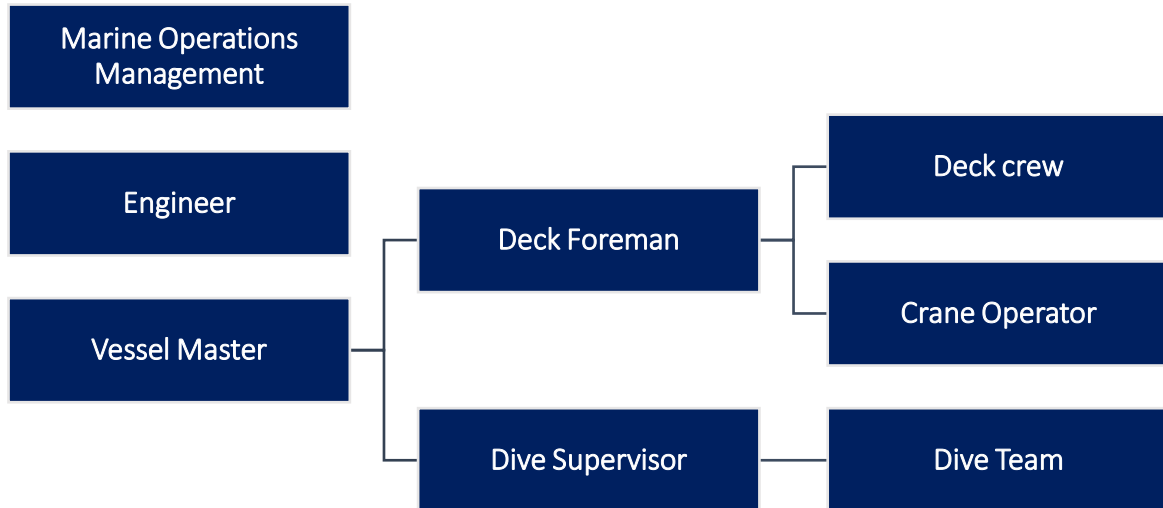 Marine Operations
Management
Engineer
Vessel Master
Deck Foreman
Dive Supervisor
Deck crew
Crane Operator
Dive Team